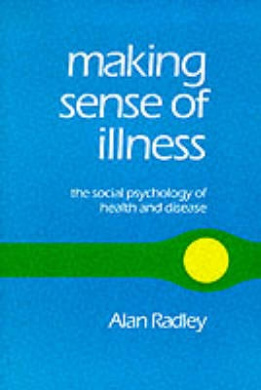 making
sense of
illness
the social psychology of
health and disease
Alan Radley